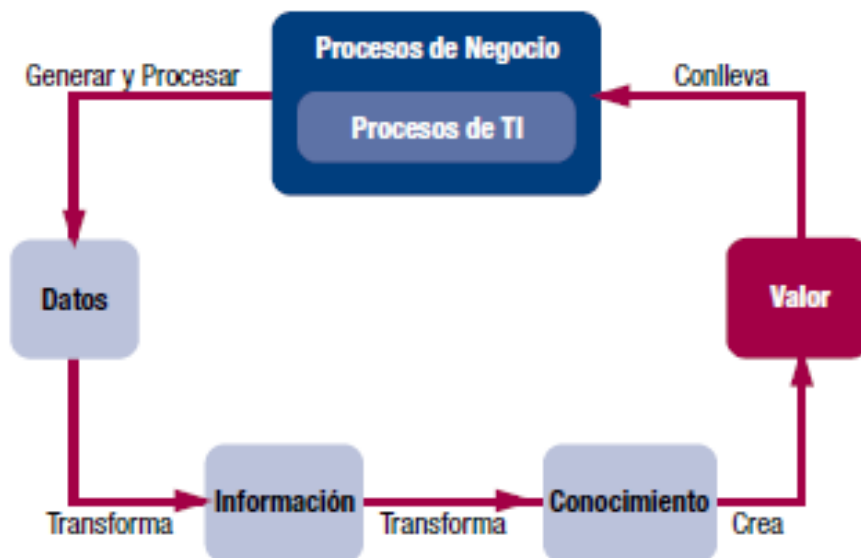 Procesos de Negocio
Procesos de TI
Generar y Procesar
Conlleva
Datos
Valor
Información
Conocimiento
Transforma
Transforma
Crea